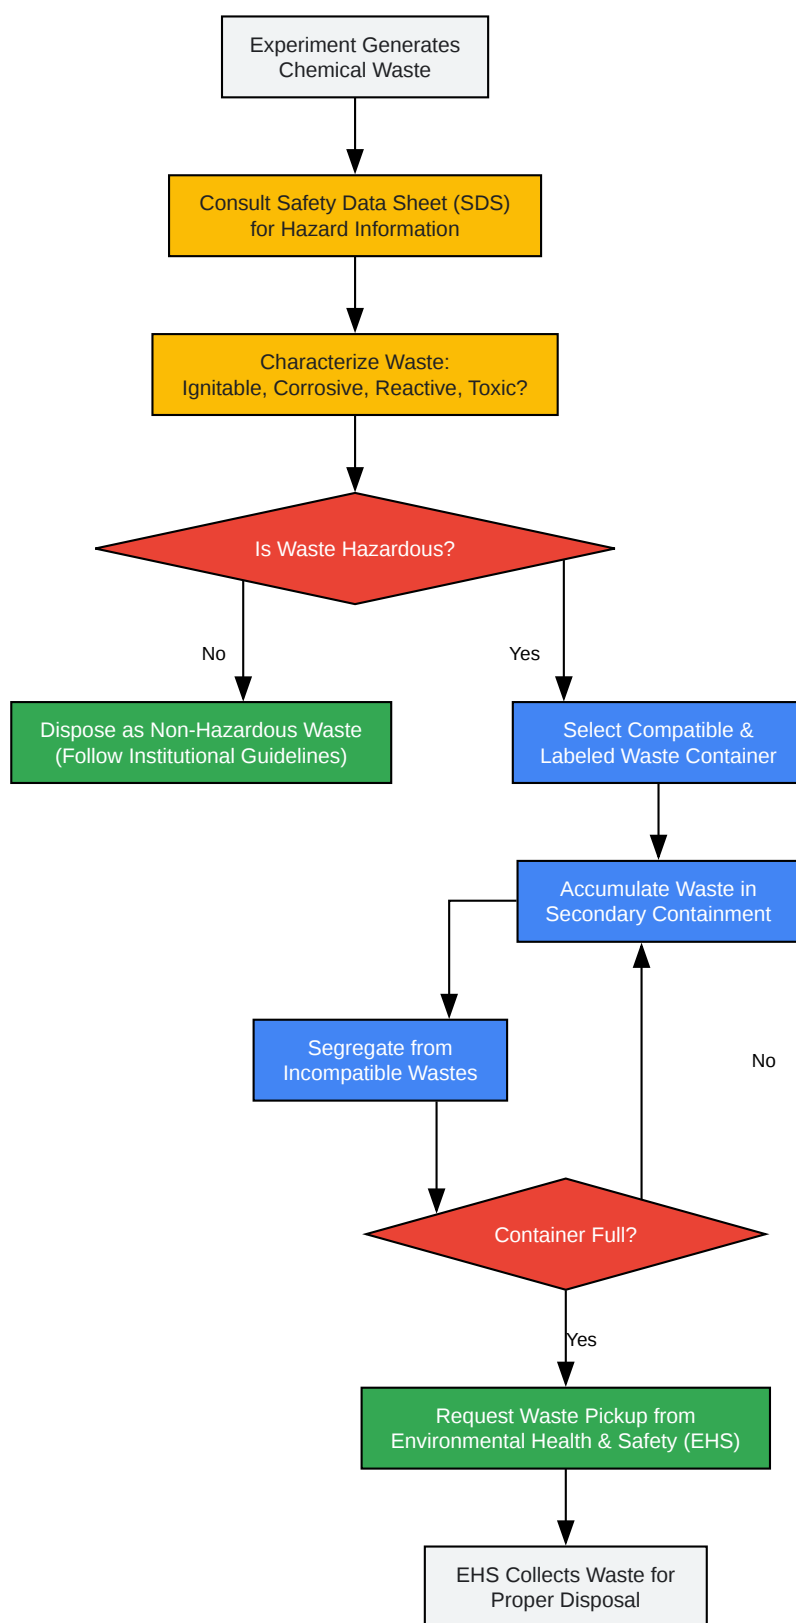 Experiment Generates
Chemical Waste
Consult Safety Data Sheet (SDS)
for Hazard Information
Characterize Waste:
Ignitable, Corrosive, Reactive, Toxic?
Is Waste Hazardous?
No
Yes
Dispose as Non-Hazardous Waste
(Follow Institutional Guidelines)
Select Compatible &
Labeled Waste Container
Accumulate Waste in
Secondary Containment
Segregate from
Incompatible Wastes
No
Container Full?
Yes
Request Waste Pickup from
Environmental Health & Safety (EHS)
EHS Collects Waste for
Proper Disposal